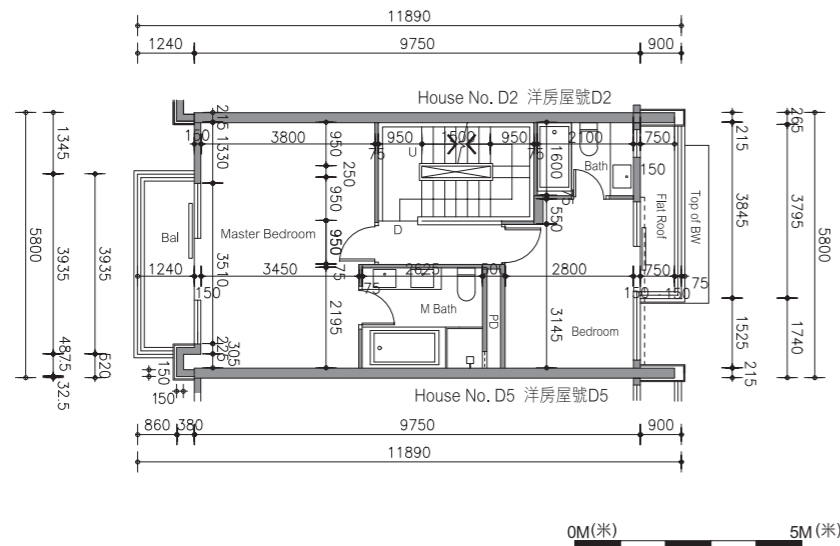 11890
1240 9750 900
House No. D2 洋房屋號D2
215 265
150 3800 950 950 1500 950 2100 750 215
1345 1330 75 75 1600 Bath 150
U
250
950 75
5800 3935 3935 550 Flat Roof Top of BW 3845 3795 5800
Bal Master Bedroom 950 D
1240 3450 75 2625 500 2800 750 75
150 3510 75 150 150
2195 M Bath PD 3145 Bedroom 1525 1740
487.5 620 225 305
150 32.5 215
150 House No. D5 洋房屋號D5
860 380 9750 900
11890
0M(米) 5M(米)